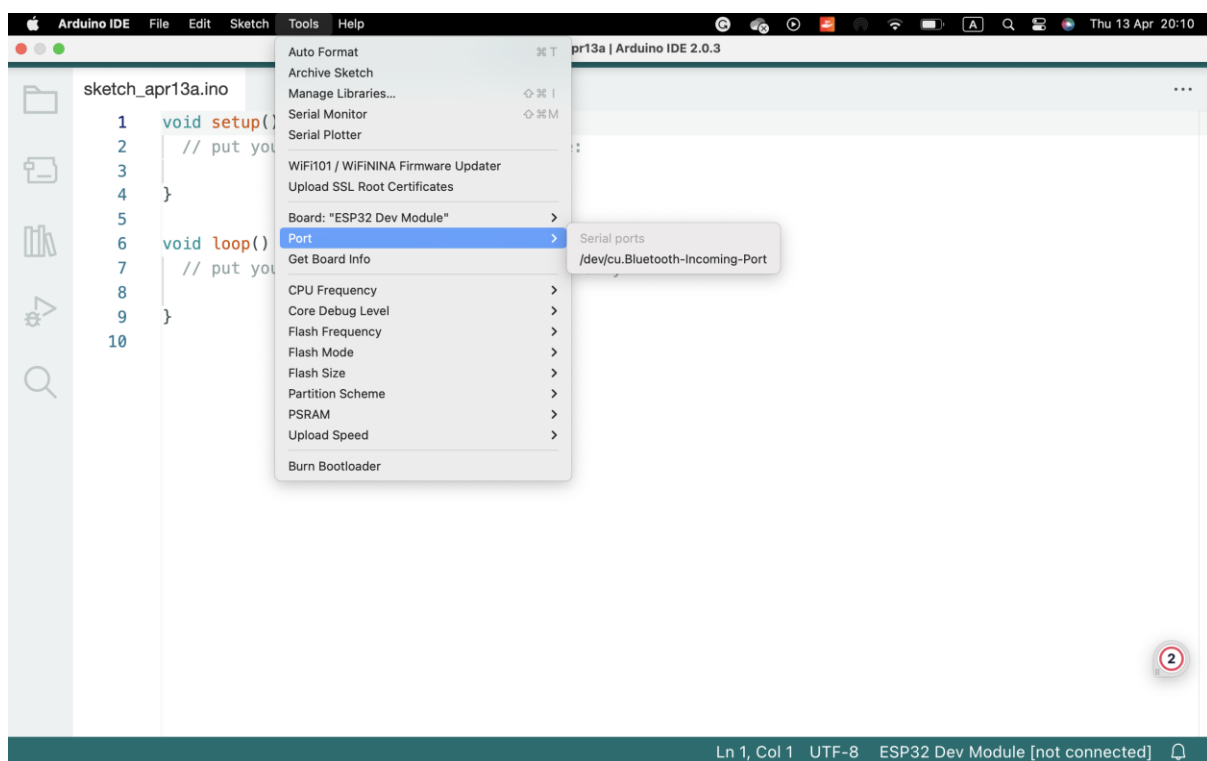 Arduino IDE File Edit Sketch Tools Help Thu 13 Apr 20:10
pr13a | Arduino IDE 2.0.3
sketch_apr13a.ino
...
1 void setup()
2 // put you :
3
4 }
5
6 void loop()
7 // put you
8
9 }
10
Auto Format ⌘ T
Archive Sketch
Manage Libraries... ⇧ ⌘ I
Serial Monitor ⇧ ⌘ M
Serial Plotter
WiFi101 / WiFiNINA Firmware Updater
Upload SSL Root Certificates
Board: "ESP32 Dev Module"
Port
Get Board Info
CPU Frequency
Core Debug Level
Flash Frequency
Flash Mode
Flash Size
Partition Scheme
PSRAM
Upload Speed
Burn Bootloader
Serial ports
/dev/cu.Bluetooth-Incoming-Port
2
Ln 1, Col 1 UTF-8 ESP32 Dev Module [not connected]